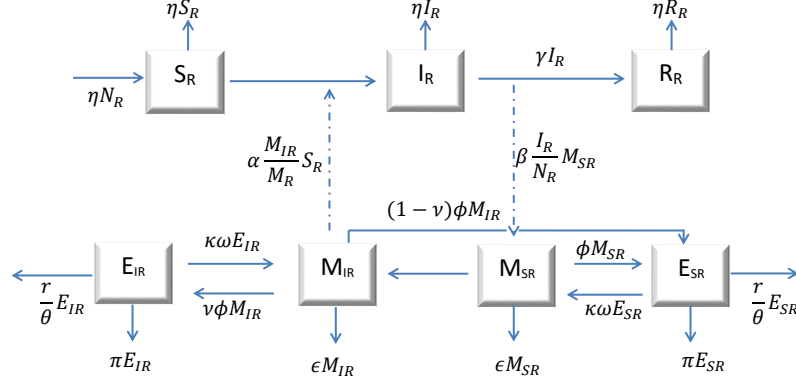 ηS_R ηI_R ηR_R
S_R I_R R_R
γI_R
ηN_R
α M_IR/M_R S_R β I_R/N_R M_SR
(1 − ν)ϕM_IR
E_IR κωE_IR M_IR M_SR ϕM_SR E_SR
r/θ E_IR νϕM_IR κωE_SR r/θ E_SR
πE_IR ϵM_IR ϵM_SR πE_SR